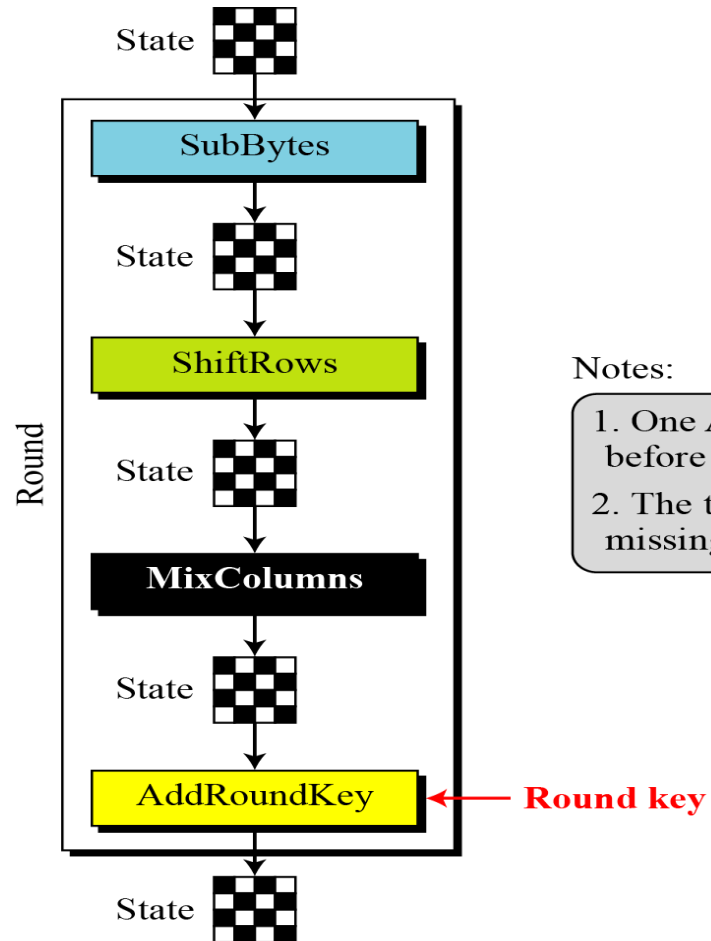 State
SubBytes
State
ShiftRows
Notes:
1. One A
before
2. The t
missing
Round
State
MixColumns
State
AddRoundKey
Round key
State